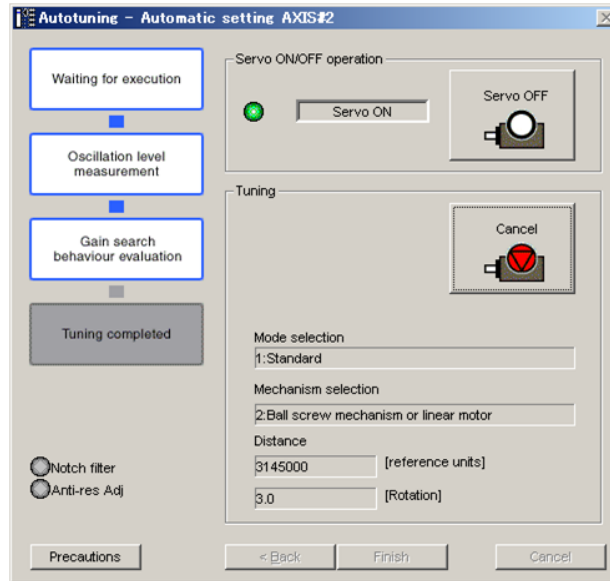 Autotuning - Automatic setting AXIS#2
Waiting for execution
Oscillation level
measurement
Gain search
behaviour evaluation
Tuning completed
Notch filter
Anti-res Adj
Precautions
Servo ON/OFF operation
Servo ON
Servo OFF
Tuning
Cancel
Mode selection
1:Standard
Mechanism selection
2:Ball screw mechanism or linear motor
Distance
3145000 [reference units]
3.0 [Rotation]
< Back
Finish
Cancel